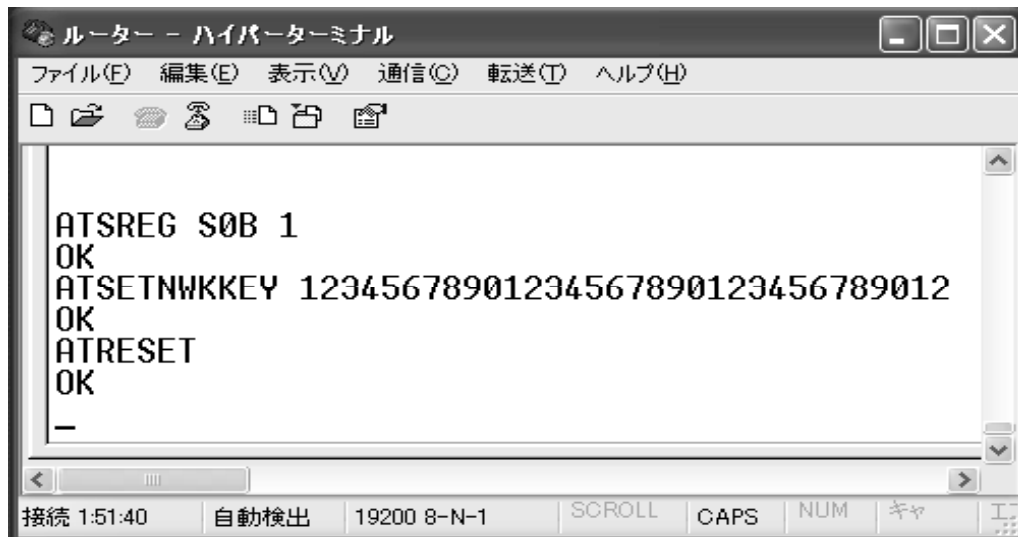 ルーター - ハイパーターミナル
ファイル(F) 編集(E) 表示(V) 通信(C) 転送(T) ヘルプ(H)
ATSREG S0B 1
OK
ATSETNWKKEY 12345678901234567890123456789012
OK
ATRESET
OK
接続 1:51:40 自動検出 19200 8-N-1 SCROLL CAPS NUM キャ